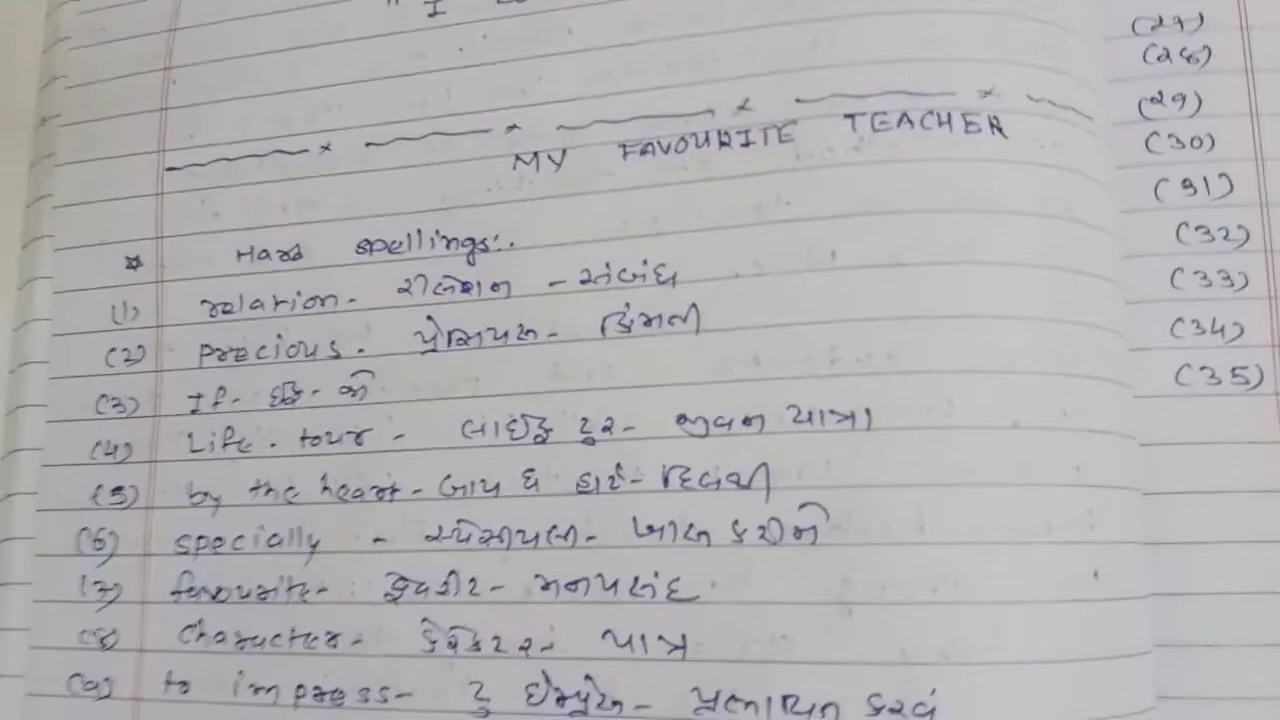 MY FAVOURITE TEACHER
Hard spellings:.
(1) relation - રીલેશન - સંબંધ
(2) precious - પ્રેસિયસ - કિંમતી
(3) If - ઈફ - જો
(4) Life tour - લાઈફ ટુર - જીવન યાત્રા
(5) by the heart - બાય ધ હાર્ટ - દિલથી
(6) specially - સ્પેસીયલી - ખાસ કરીને
(7) favourite - ફેવરીટ - મનપસંદ
(8) character - કેરેકટર - પાત્ર
(9) to impress - ટુ ઈમ્પ્રેસ - પ્રભાવિત કરવું
(27)
(28)
(29)
(30)
(31)
(32)
(33)
(34)
(35)